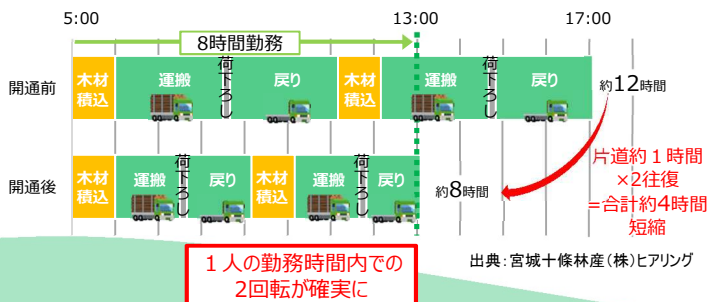 5:00
13:00
17:00
8時間勤務
開通前
木材
積込
運搬
荷下ろし
戻り
木材
積込
運搬
荷下ろし
戻り
約12時間
開通後
木材
積込
運搬
荷下ろし
戻り
木材
積込
運搬
荷下ろし
戻り
約8時間
片道約１時間
×2往復
=合計約4時間
短縮
１人の勤務時間内での
2回転が確実に
出典：宮城十條林産(株)ヒアリング